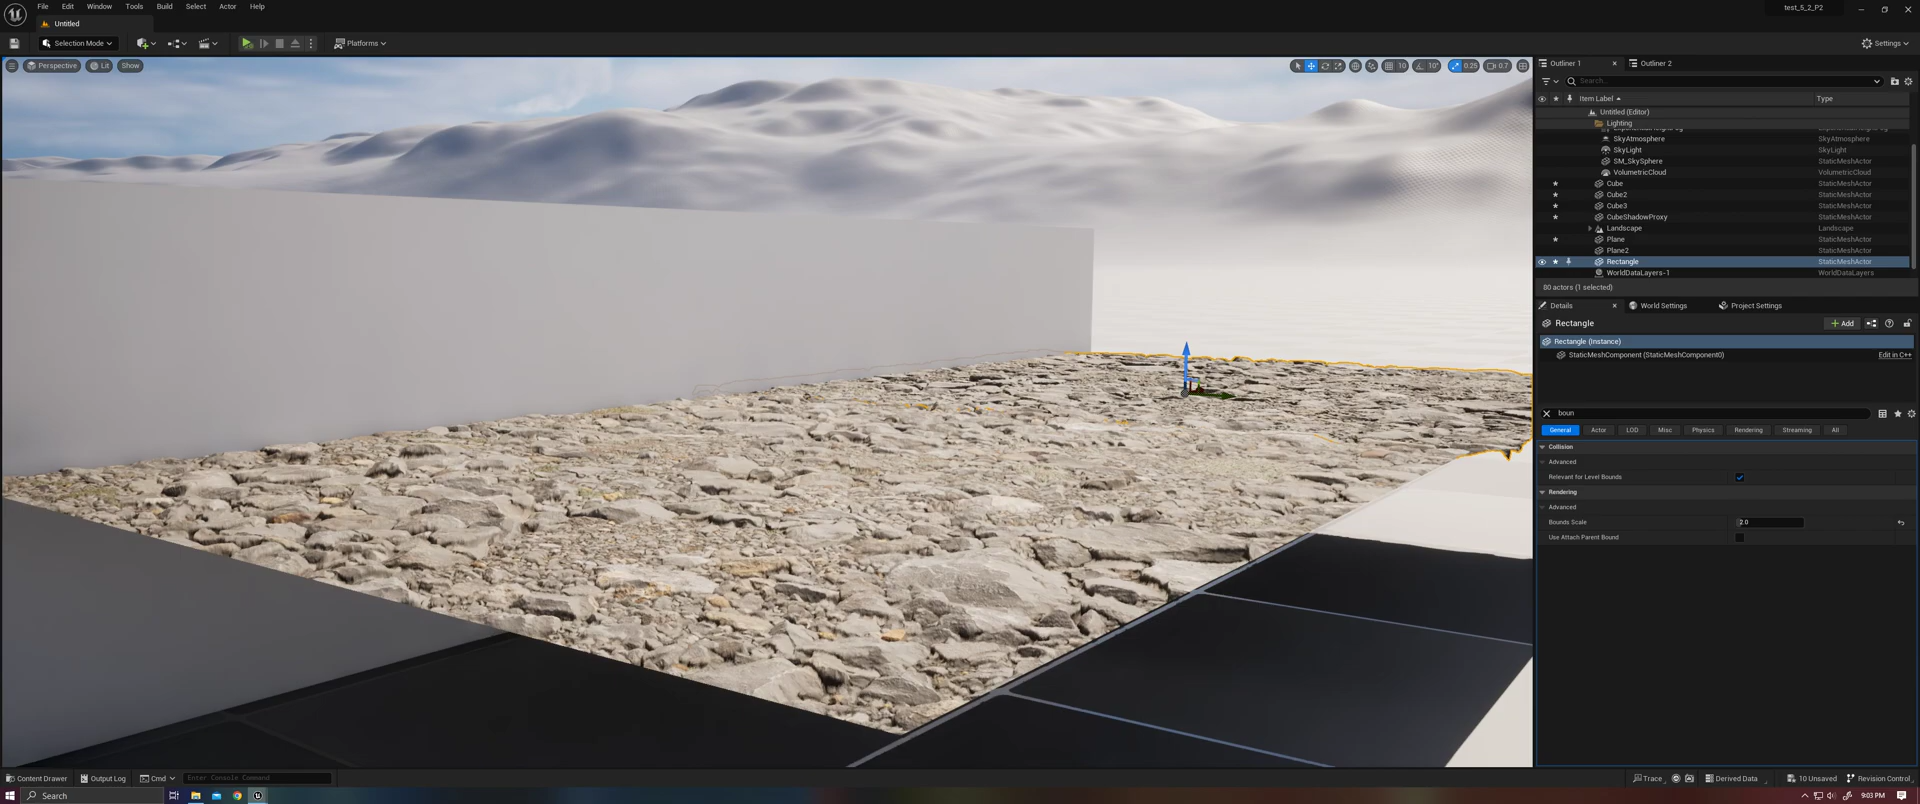 File Edit Window Tools Build Select Actor Help
test_5_2_P2
Untitled
Selection Mode
Platforms
Settings
Perspective Lit Show
10 10° 0.25 0.7
Outliner 1 Outliner 2
Search...
Item Label Type
Untitled (Editor)
Lighting
SkyAtmosphere SkyAtmosphere
SkyLight SkyLight
SM_SkySphere StaticMeshActor
VolumetricCloud VolumetricCloud
Cube StaticMeshActor
Cube2 StaticMeshActor
Cube3 StaticMeshActor
CubeShadowProxy StaticMeshActor
Landscape Landscape
Plane StaticMeshActor
Plane2 StaticMeshActor
Rectangle StaticMeshActor
WorldDataLayers-1 WorldDataLayers
80 actors (1 selected)
Details World Settings Project Settings
Rectangle
Add
Rectangle (Instance)
StaticMeshComponent (StaticMeshComponent0) Edit in C++
boun
General Actor LOD Misc Physics Rendering Streaming All
Collision
Advanced
Relevant for Level Bounds
Rendering
Advanced
Bounds Scale 2.0
Use Attach Parent Bound
Content Drawer Output Log Cmd Enter Console Command
Trace Derived Data 10 Unsaved Revision Control
Search
9:03 PM